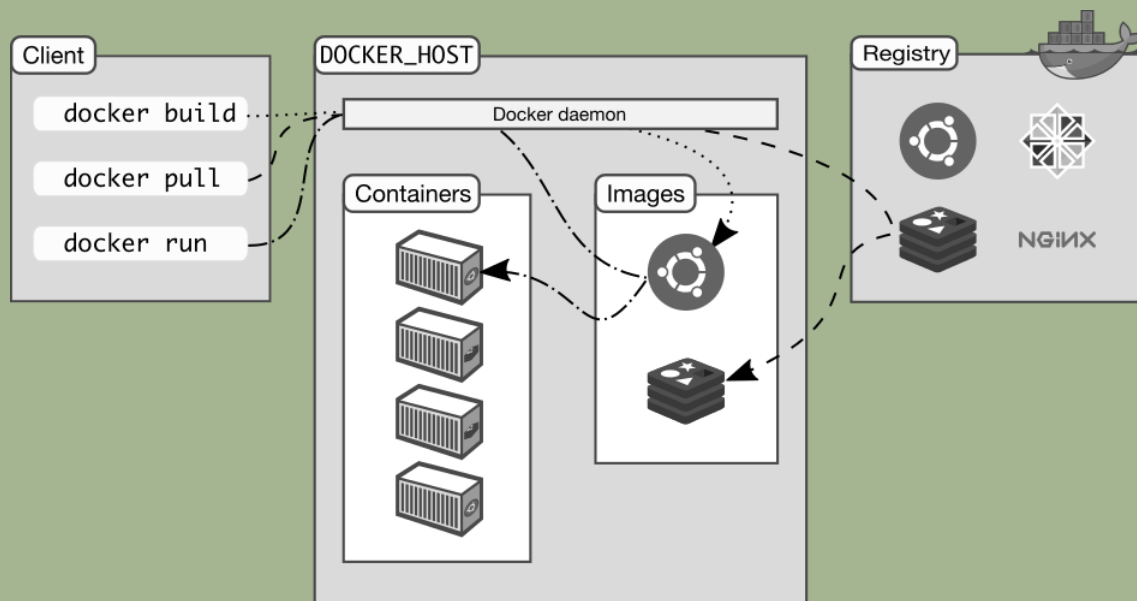 Client
docker build
docker pull
docker run
DOCKER_HOST
Docker daemon
Containers
Images
Registry
NGINX